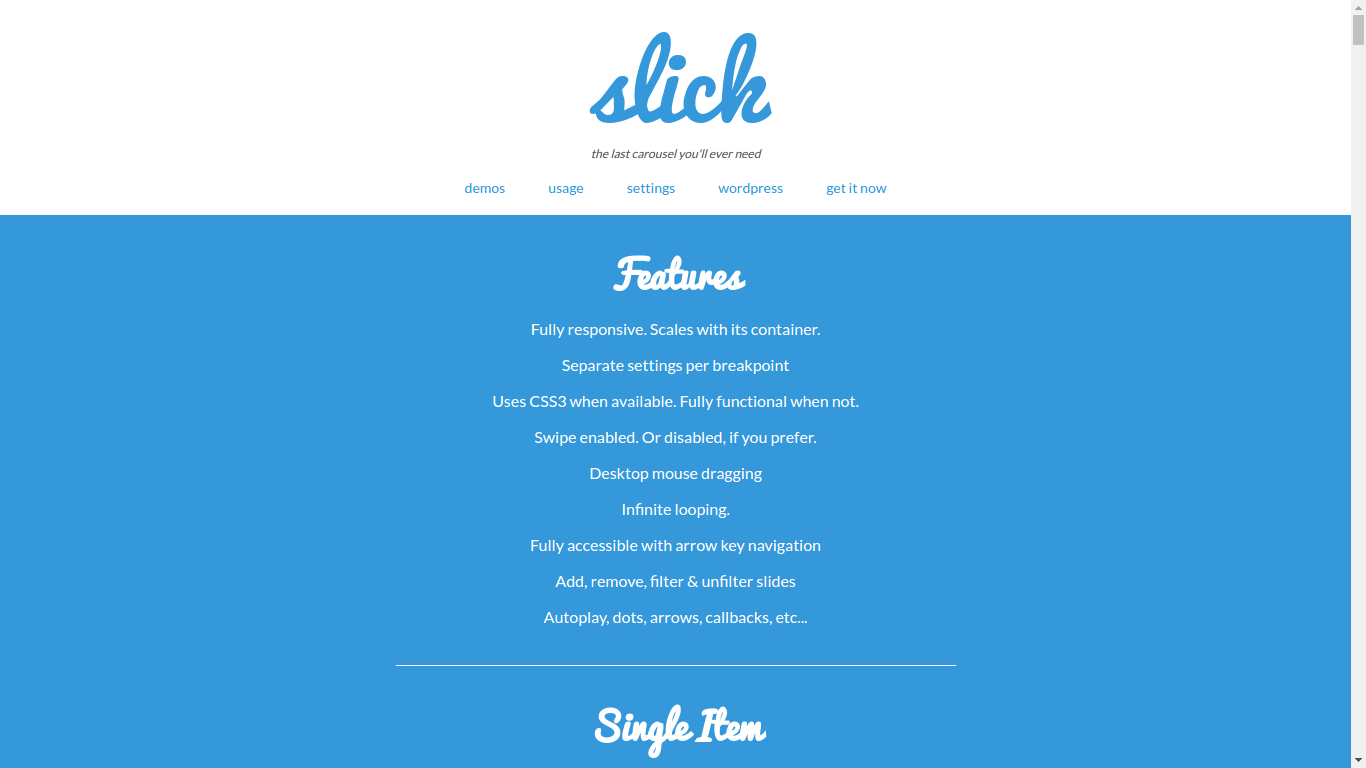 slick
the last carousel you'll ever need
demos usage settings wordpress get it now
Features
Fully responsive. Scales with its container.
Separate settings per breakpoint
Uses CSS3 when available. Fully functional when not.
Swipe enabled. Or disabled, if you prefer.
Desktop mouse dragging
Infinite looping.
Fully accessible with arrow key navigation
Add, remove, filter & unfilter slides
Autoplay, dots, arrows, callbacks, etc...
Single Item